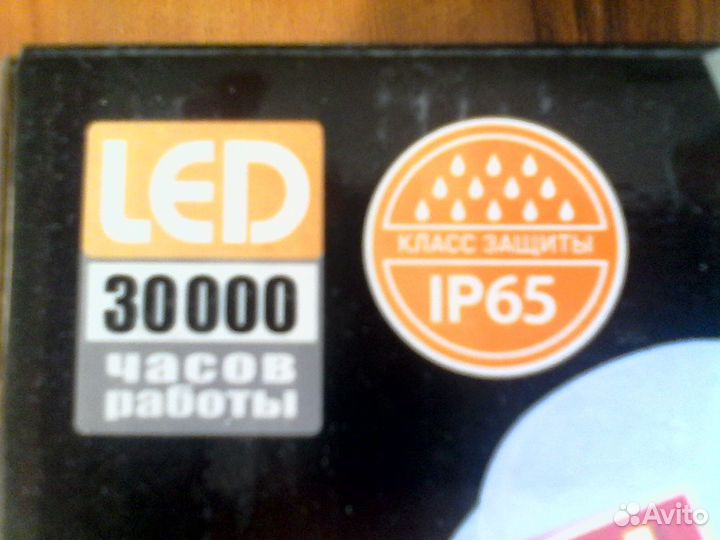 LED
30000
часов
работы
КЛАСС ЗАЩИТЫ
IP65
Avito